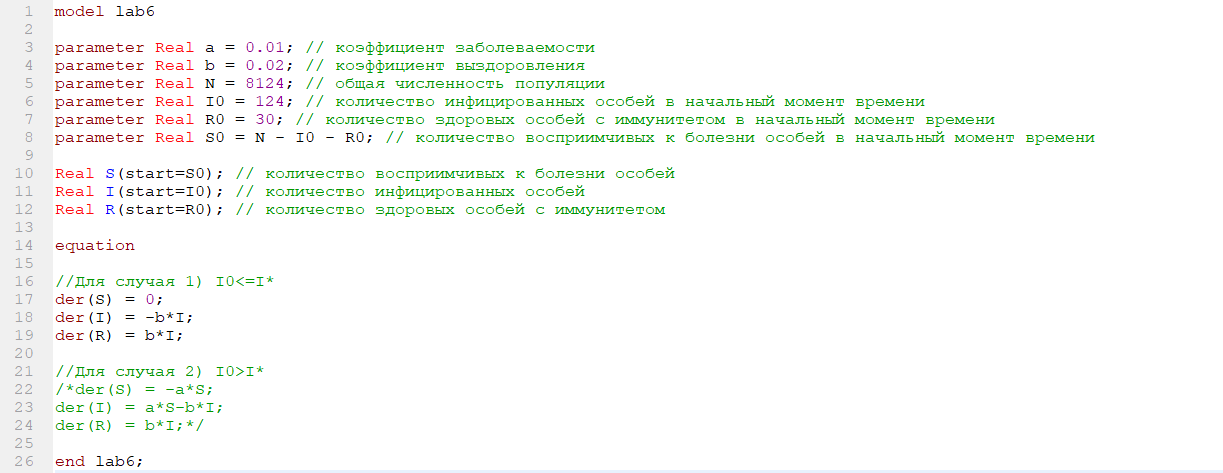 1 model lab6
2
3 parameter Real a = 0.01; // коэффициент заболеваемости
4 parameter Real b = 0.02; // коэффициент выздоровления
5 parameter Real N = 8124; // общая численность популяции
6 parameter Real I0 = 124; // количество инфицированных особей в начальный момент времени
7 parameter Real R0 = 30; // количество здоровых особей с иммунитетом в начальный момент времени
8 parameter Real S0 = N - I0 - R0; // количество восприимчивых к болезни особей в начальный момент времени
9
10 Real S(start=S0); // количество восприимчивых к болезни особей
11 Real I(start=I0); // количество инфицированных особей
12 Real R(start=R0); // количество здоровых особей с иммунитетом
13
14 equation
15
16 //Для случая 1) I0<=I*
17 der(S) = 0;
18 der(I) = -b*I;
19 der(R) = b*I;
20
21 //Для случая 2) I0>I*
22 /*der(S) = -a*S;
23 der(I) = a*S-b*I;
24 der(R) = b*I;*/
25
26 end lab6;